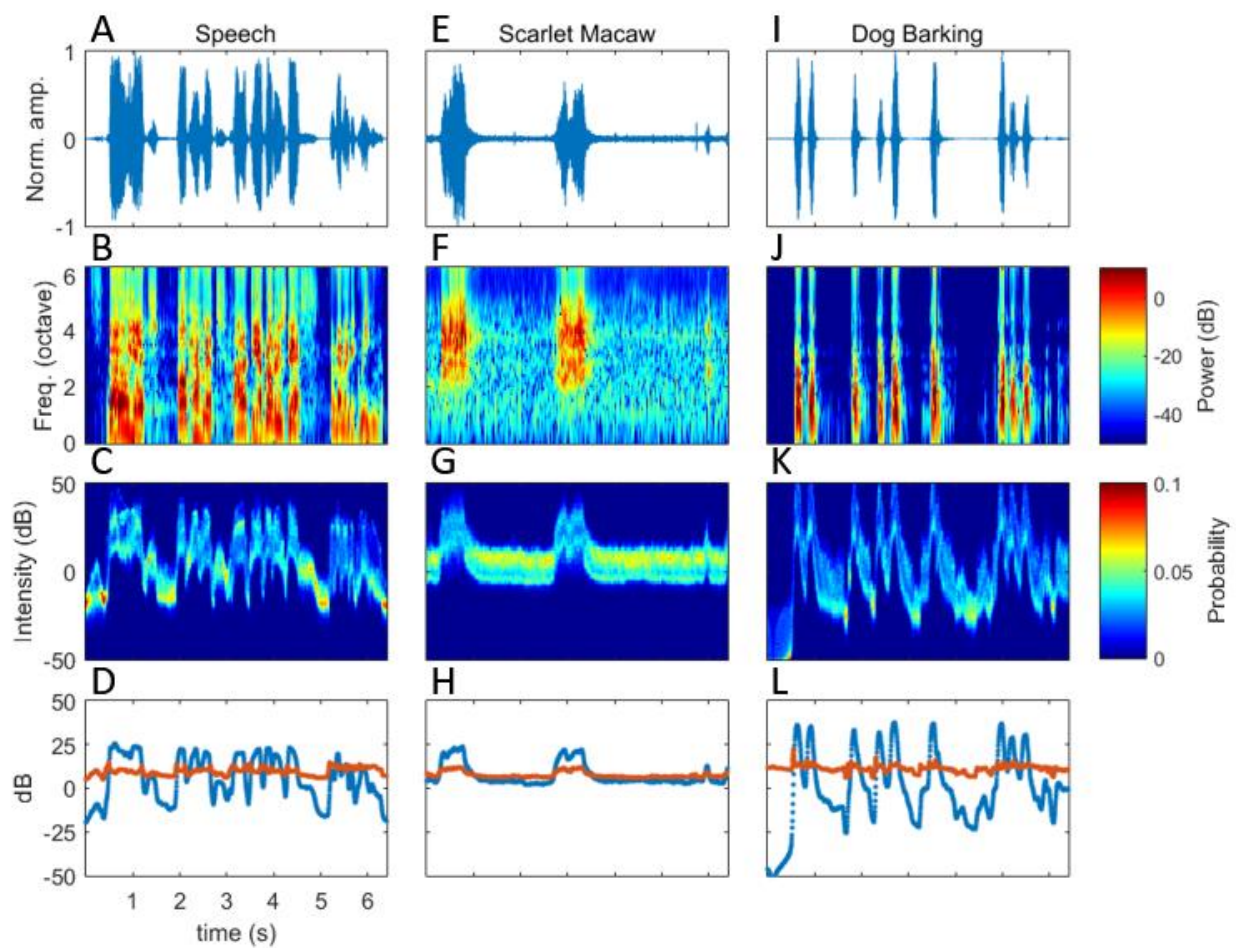 A Speech E Scarlet Macaw I Dog Barking
1
0
-1
Norm. amp.
B F J
6
4
2
0
Freq. (octave)
0
-20
-40
Power (dB)
C G K
50
0
-50
Intensity (dB)
0.1
0.05
0
Probability
D H L
50
25
0
-25
-50
dB
1 2 3 4 5 6
time (s)